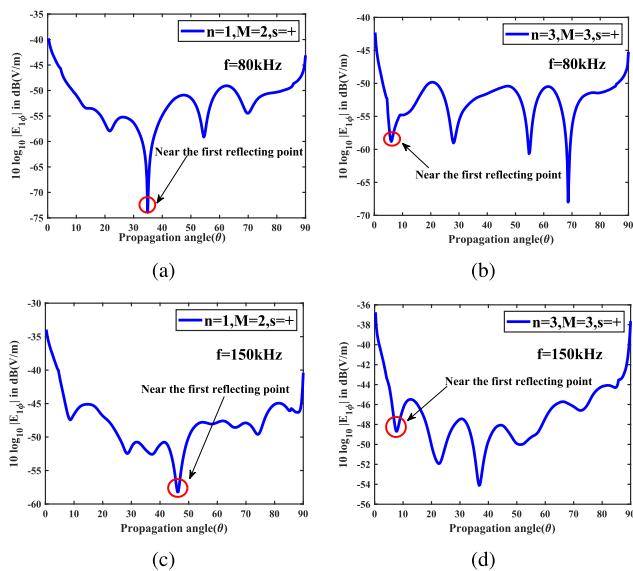 -40
-45
-50
-55
-60
-65
-70
-75
0 10 20 30 40 50 60 70 80 90
10 log10 |E1ϕ| in dB(V/m)
n=1,M=2,s=+
f=80kHz
Near the first reflecting point
Propagation angle(θ)
(a)
-40
-45
-50
-55
-60
-65
-70
0 10 20 30 40 50 60 70 80 90
10 log10 |E1ϕ| in dB(V/m)
n=3,M=3,s=+
f=80kHz
Near the first reflecting point
Propagation angle(θ)
(b)
-30
-35
-40
-45
-50
-55
-60
0 10 20 30 40 50 60 70 80 90
10 log10 |E1ϕ| in dB(V/m)
n=1,M=2,s=+
f=150kHz
Near the first reflecting point
Propagation angle(θ)
(c)
-36
-38
-40
-42
-44
-46
-48
-50
-52
-54
-56
0 10 20 30 40 50 60 70 80 90
10 log10 |E1ϕ| in dB(V/m)
n=3,M=3,s=+
f=150kHz
Near the first reflecting point
Propagation angle(θ)
(d)